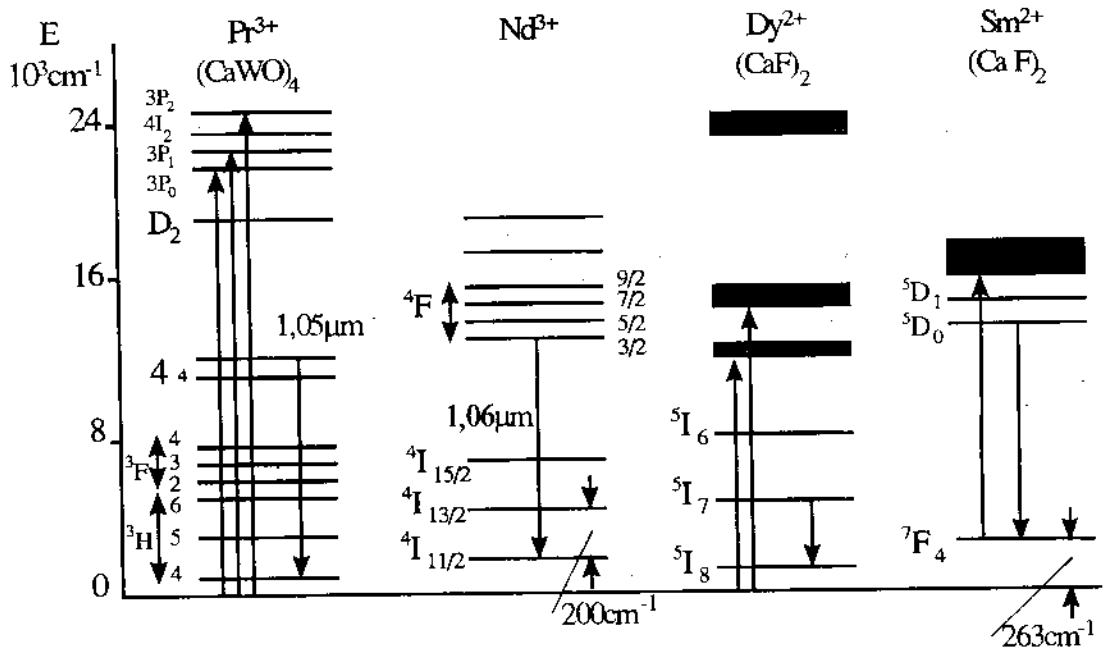 E
10³cm⁻¹
Pr³⁺
(CaWO)₄
Nd³⁺
Dy²⁺
(CaF)₂
Sm²⁺
(Ca F)₂
24
16
8
0
³P₂
4I₂
³P₁
³P₀
D₂
1,05µm
4 4
4
³F 3
2
6
³H 5
4
⁴F
9/2
7/2
5/2
3/2
1,06µm
⁴I 15/2
⁴I 13/2
⁴I 11/2
200cm⁻¹
⁵I 6
⁵I 7
⁵I 8
⁵D₁
⁵D₀
⁷F 4
263cm⁻¹